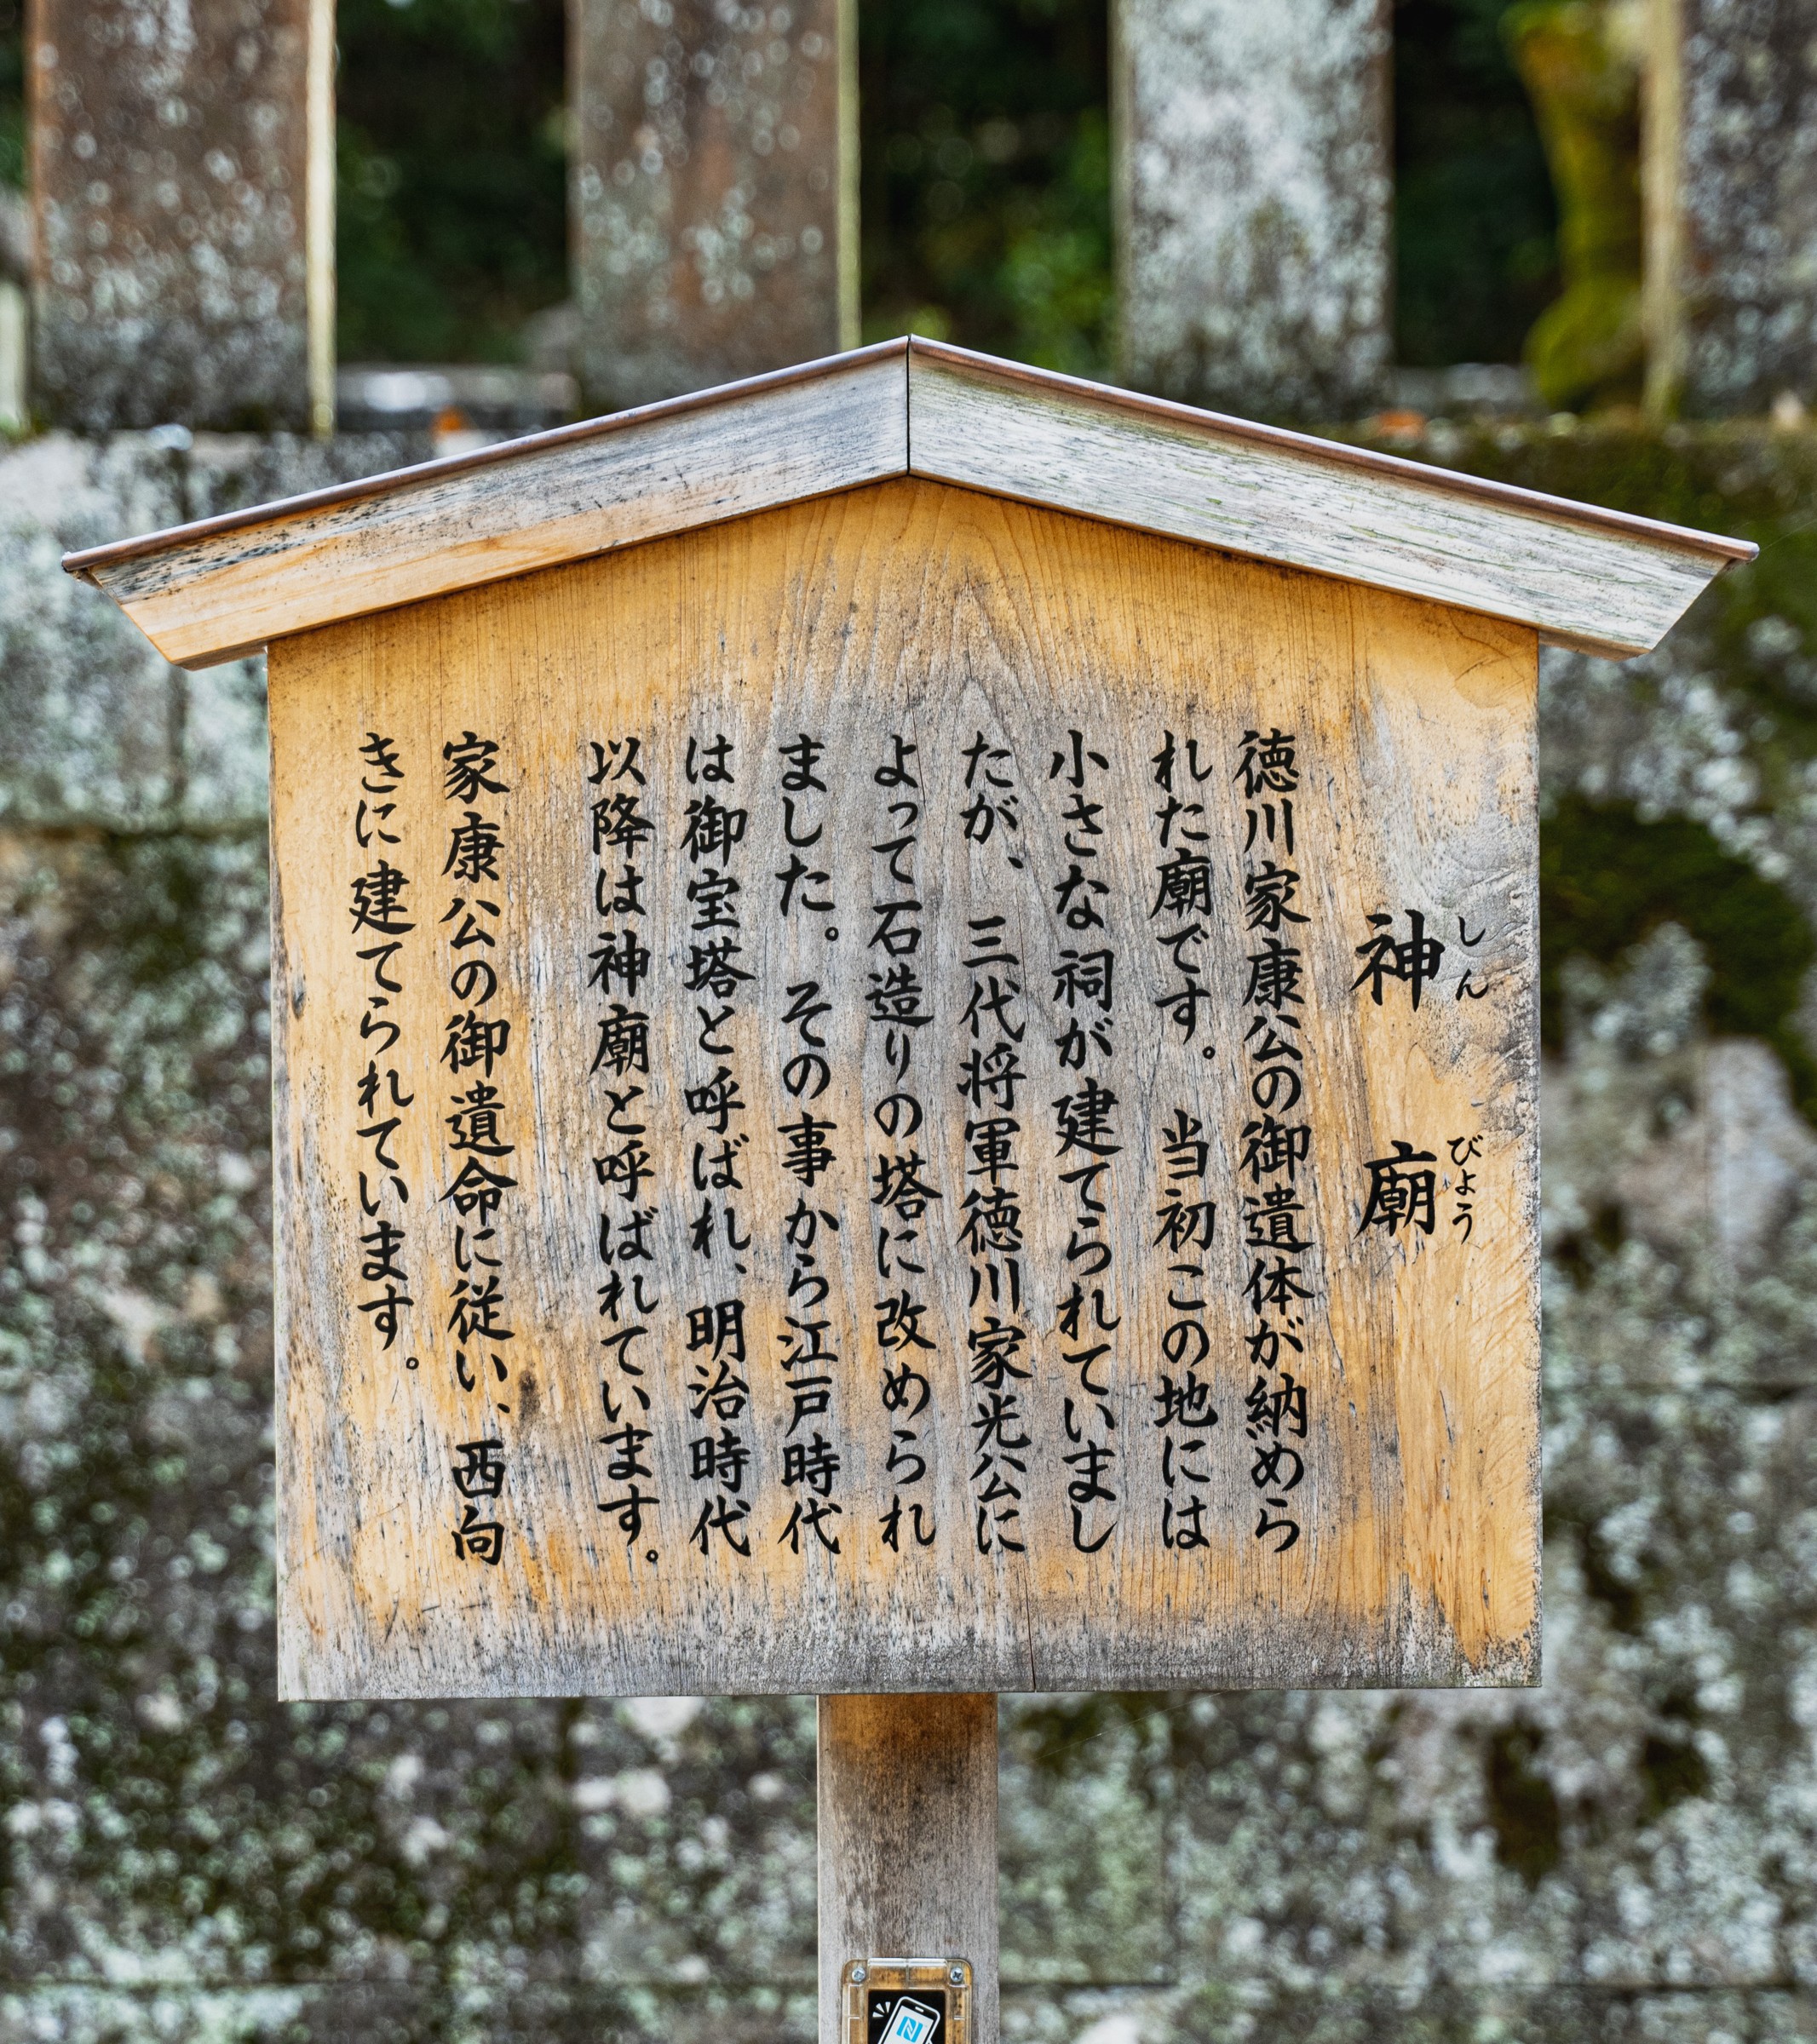 神廟
しんびょう
徳川家康公の御遺体が納めら
れた廟です。当初この地には
小さな祠が建てられていまし
たが、三代将軍徳川家光公に
よって石造りの塔に改められ
ました。その事から江戸時代
は御宝塔と呼ばれ、明治時代
以降は神廟と呼ばれています。
家康公の御遺命に従い、西向
きに建てられています。